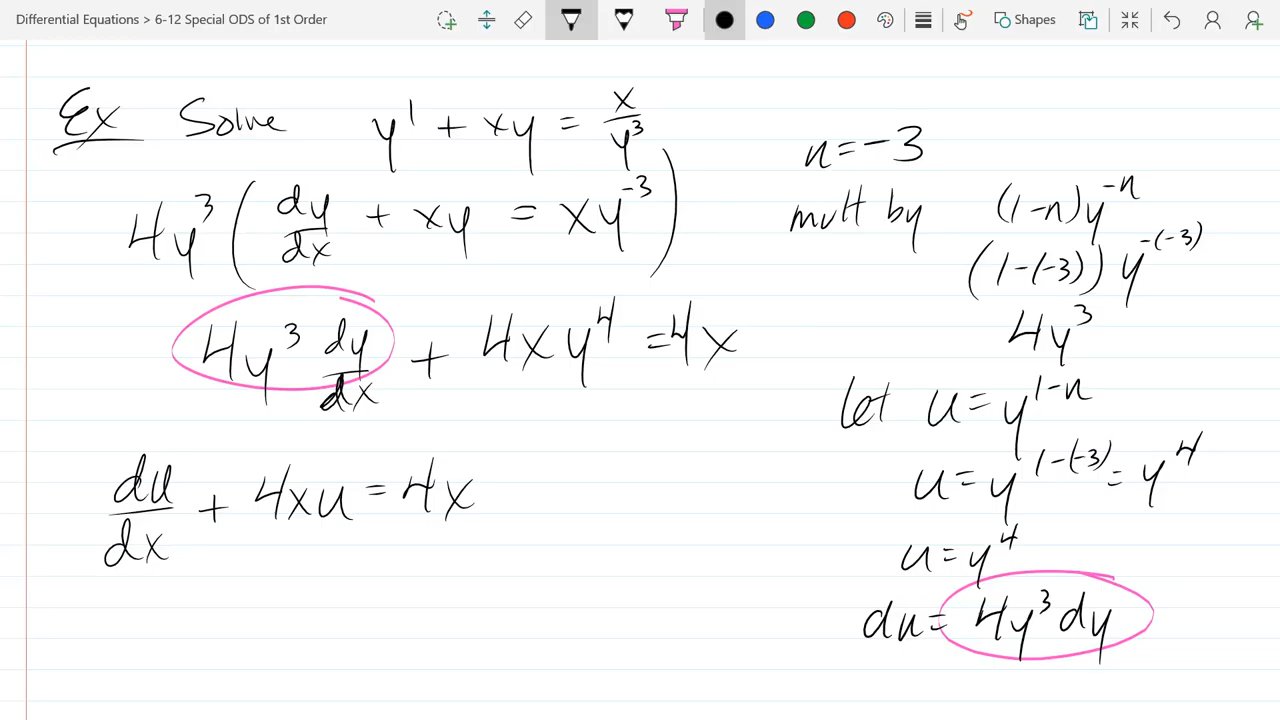 Differential Equations > 6-12 Special ODS of 1st Order
Shapes
Ex Solve y' + xy = x/y³
4y³ ( dy/dx + xy = xy⁻³ )
4y³ dy/dx + 4xy⁴ = 4x
du/dx + 4xu = 4x
n = -3
mult by (1-n)y⁻ⁿ
(1-(-3)) y⁻⁽⁻³⁾
4y³
let u = y¹⁻ⁿ
u = y¹⁻⁽⁻³⁾ = y⁴
u = y⁴
du = 4y³ dy